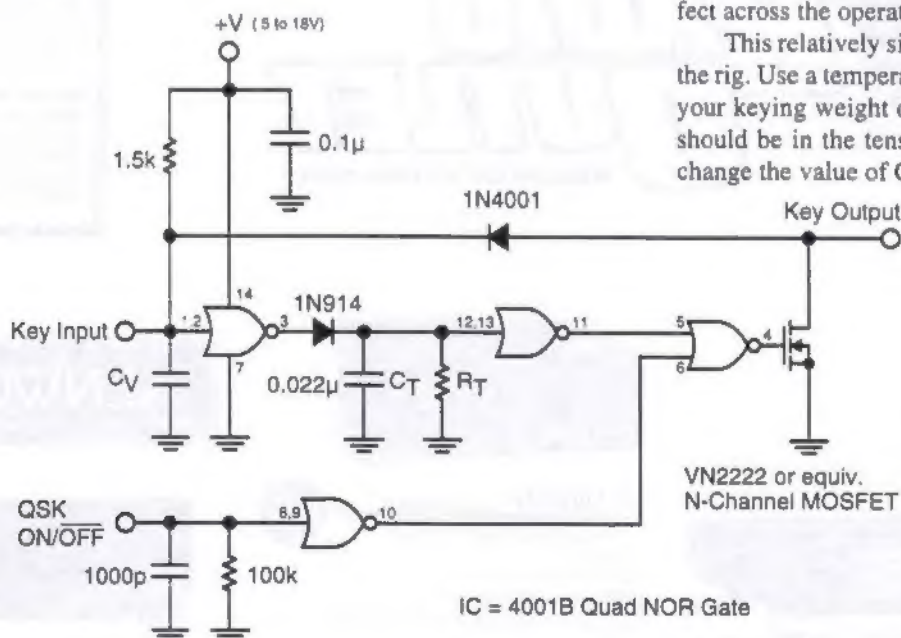 +V (5 to 18V)
fect across the operat
This relatively si
the rig. Use a tempera
your keying weight c
should be in the tens
change the value of C
1.5k
0.1µ
1N4001
Key Output
14
1N914
Key Input
1,2
3
12,13
11
5
4
6
7
CV
0.022µ
CT
RT
VN2222 or equiv.
N-Channel MOSFET
QSK
ON/OFF
8,9
10
1000p
100k
IC = 4001B Quad NOR Gate